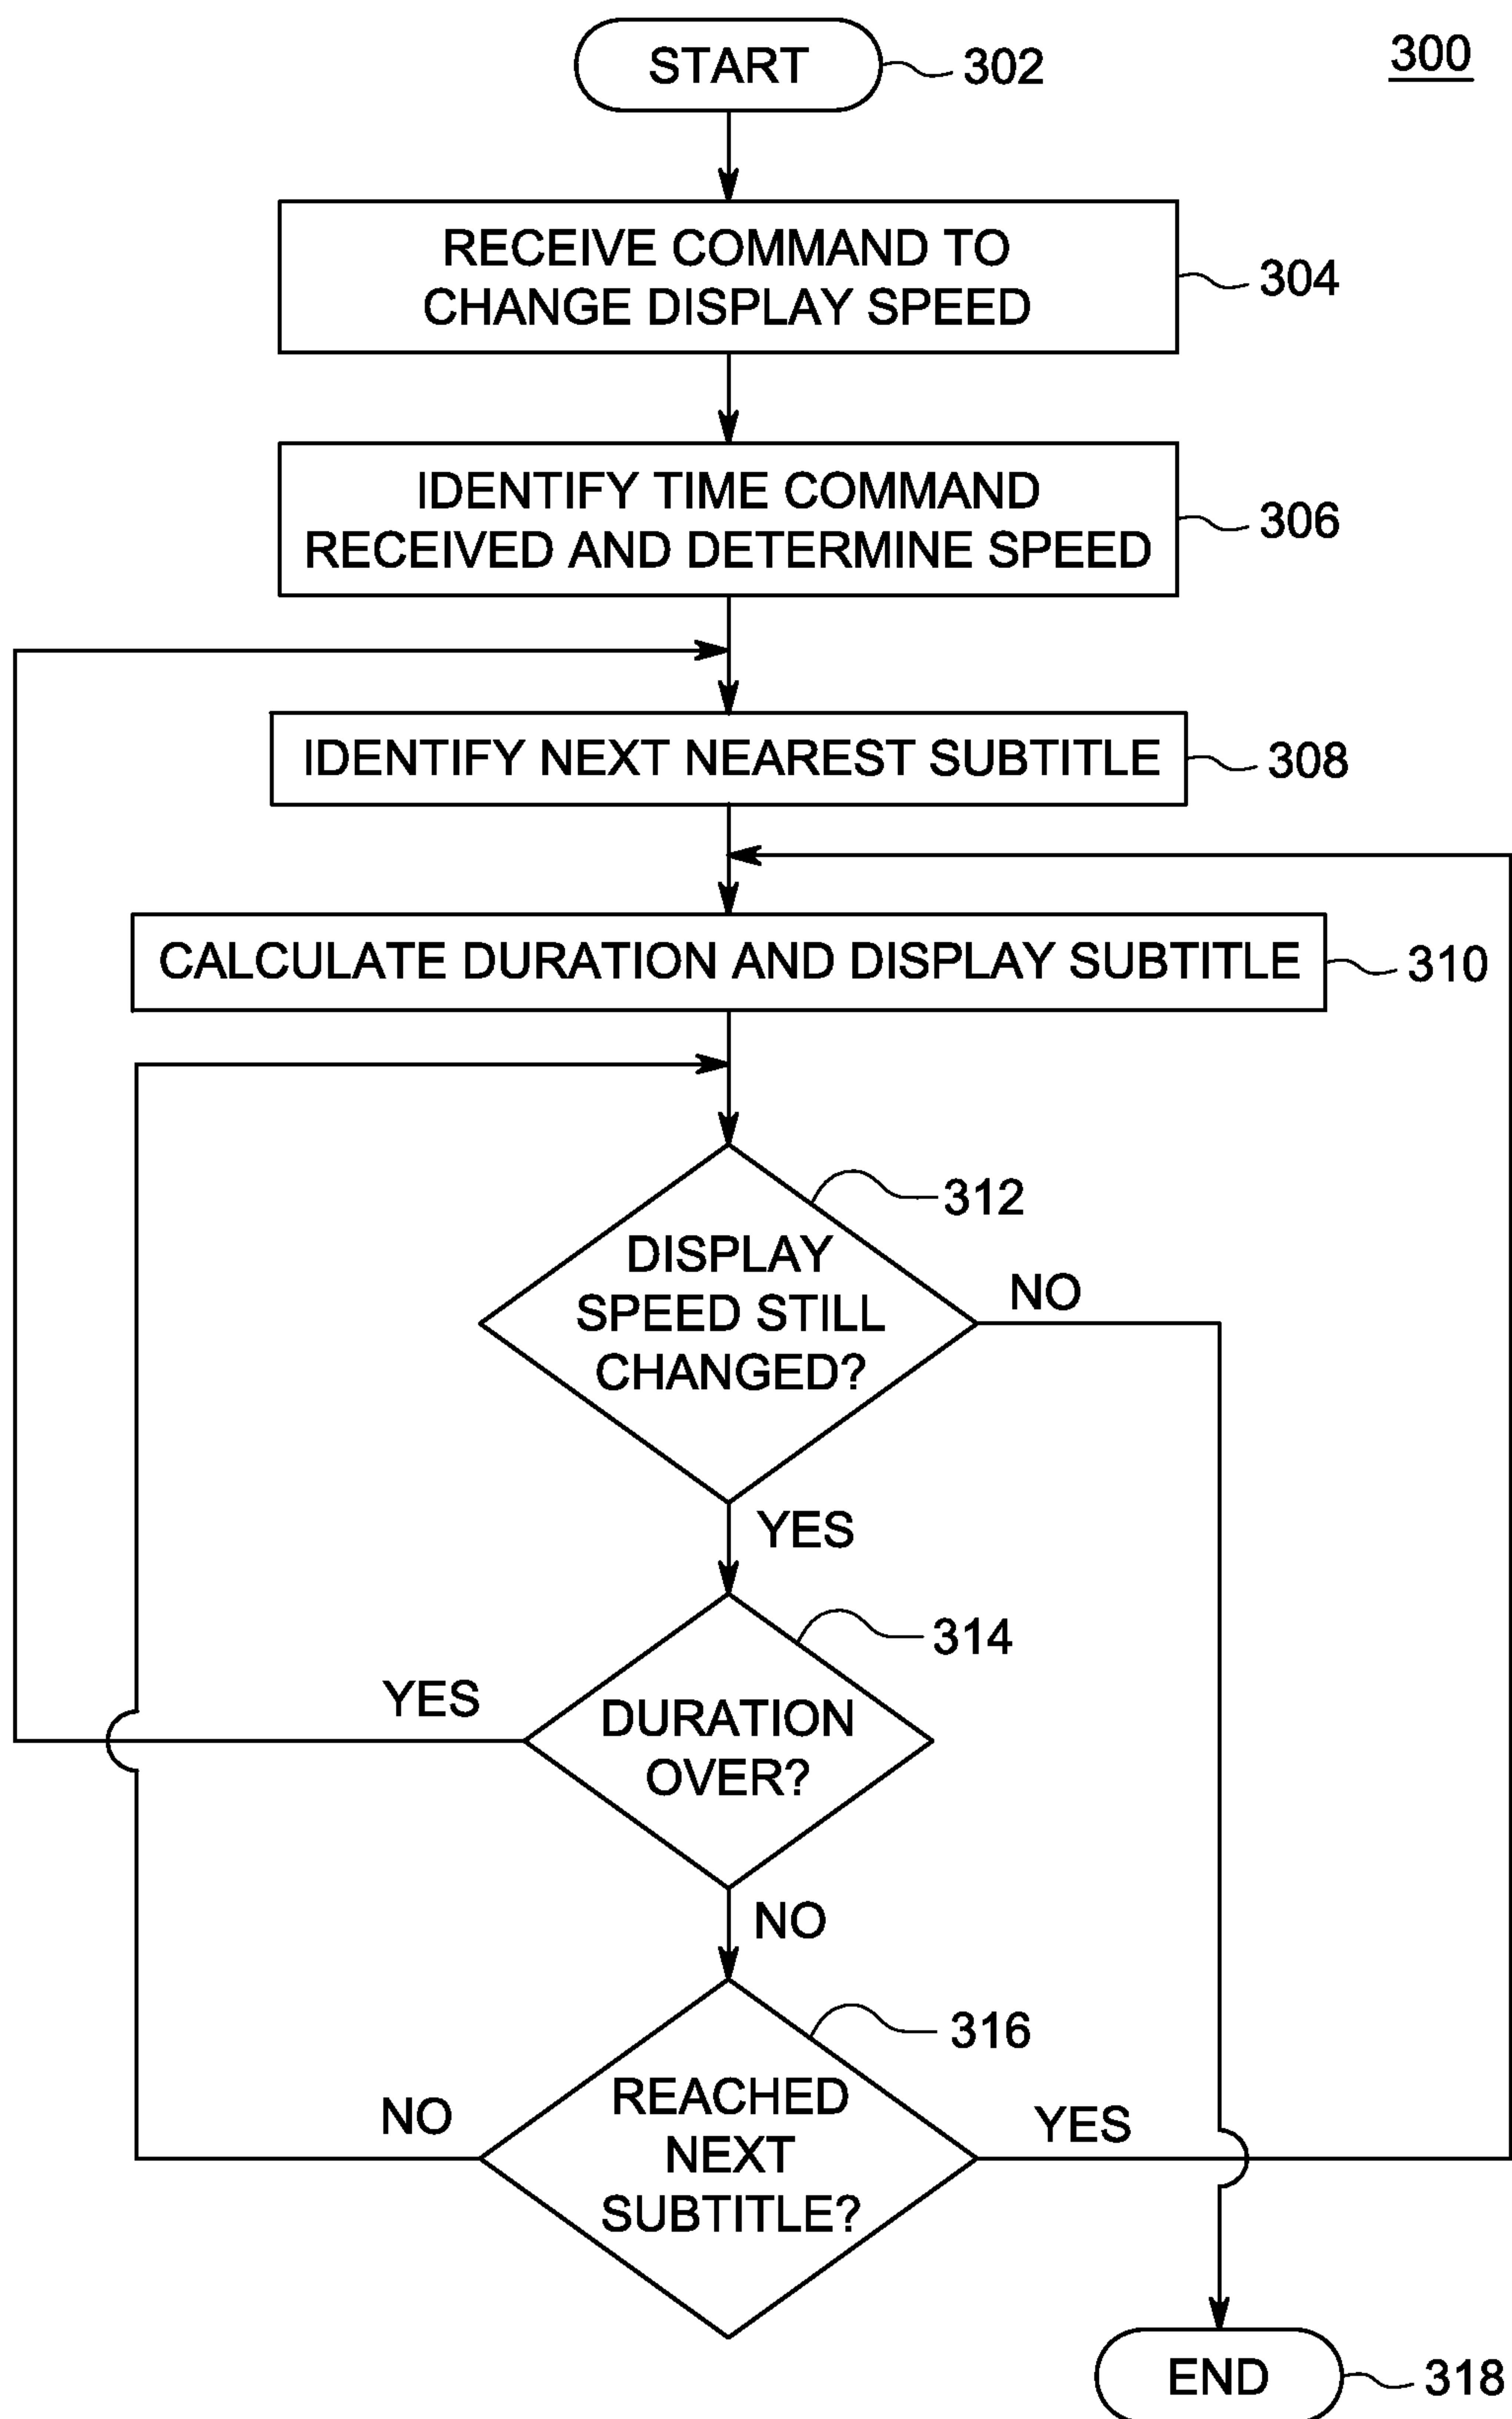 300
START
302
RECEIVE COMMAND TO
CHANGE DISPLAY SPEED
304
IDENTIFY TIME COMMAND
RECEIVED AND DETERMINE SPEED
306
IDENTIFY NEXT NEAREST SUBTITLE
308
CALCULATE DURATION AND DISPLAY SUBTITLE
310
312
DISPLAY
SPEED STILL
CHANGED?
NO
YES
314
YES
DURATION
OVER?
NO
316
REACHED
NEXT
SUBTITLE?
NO
YES
END
318